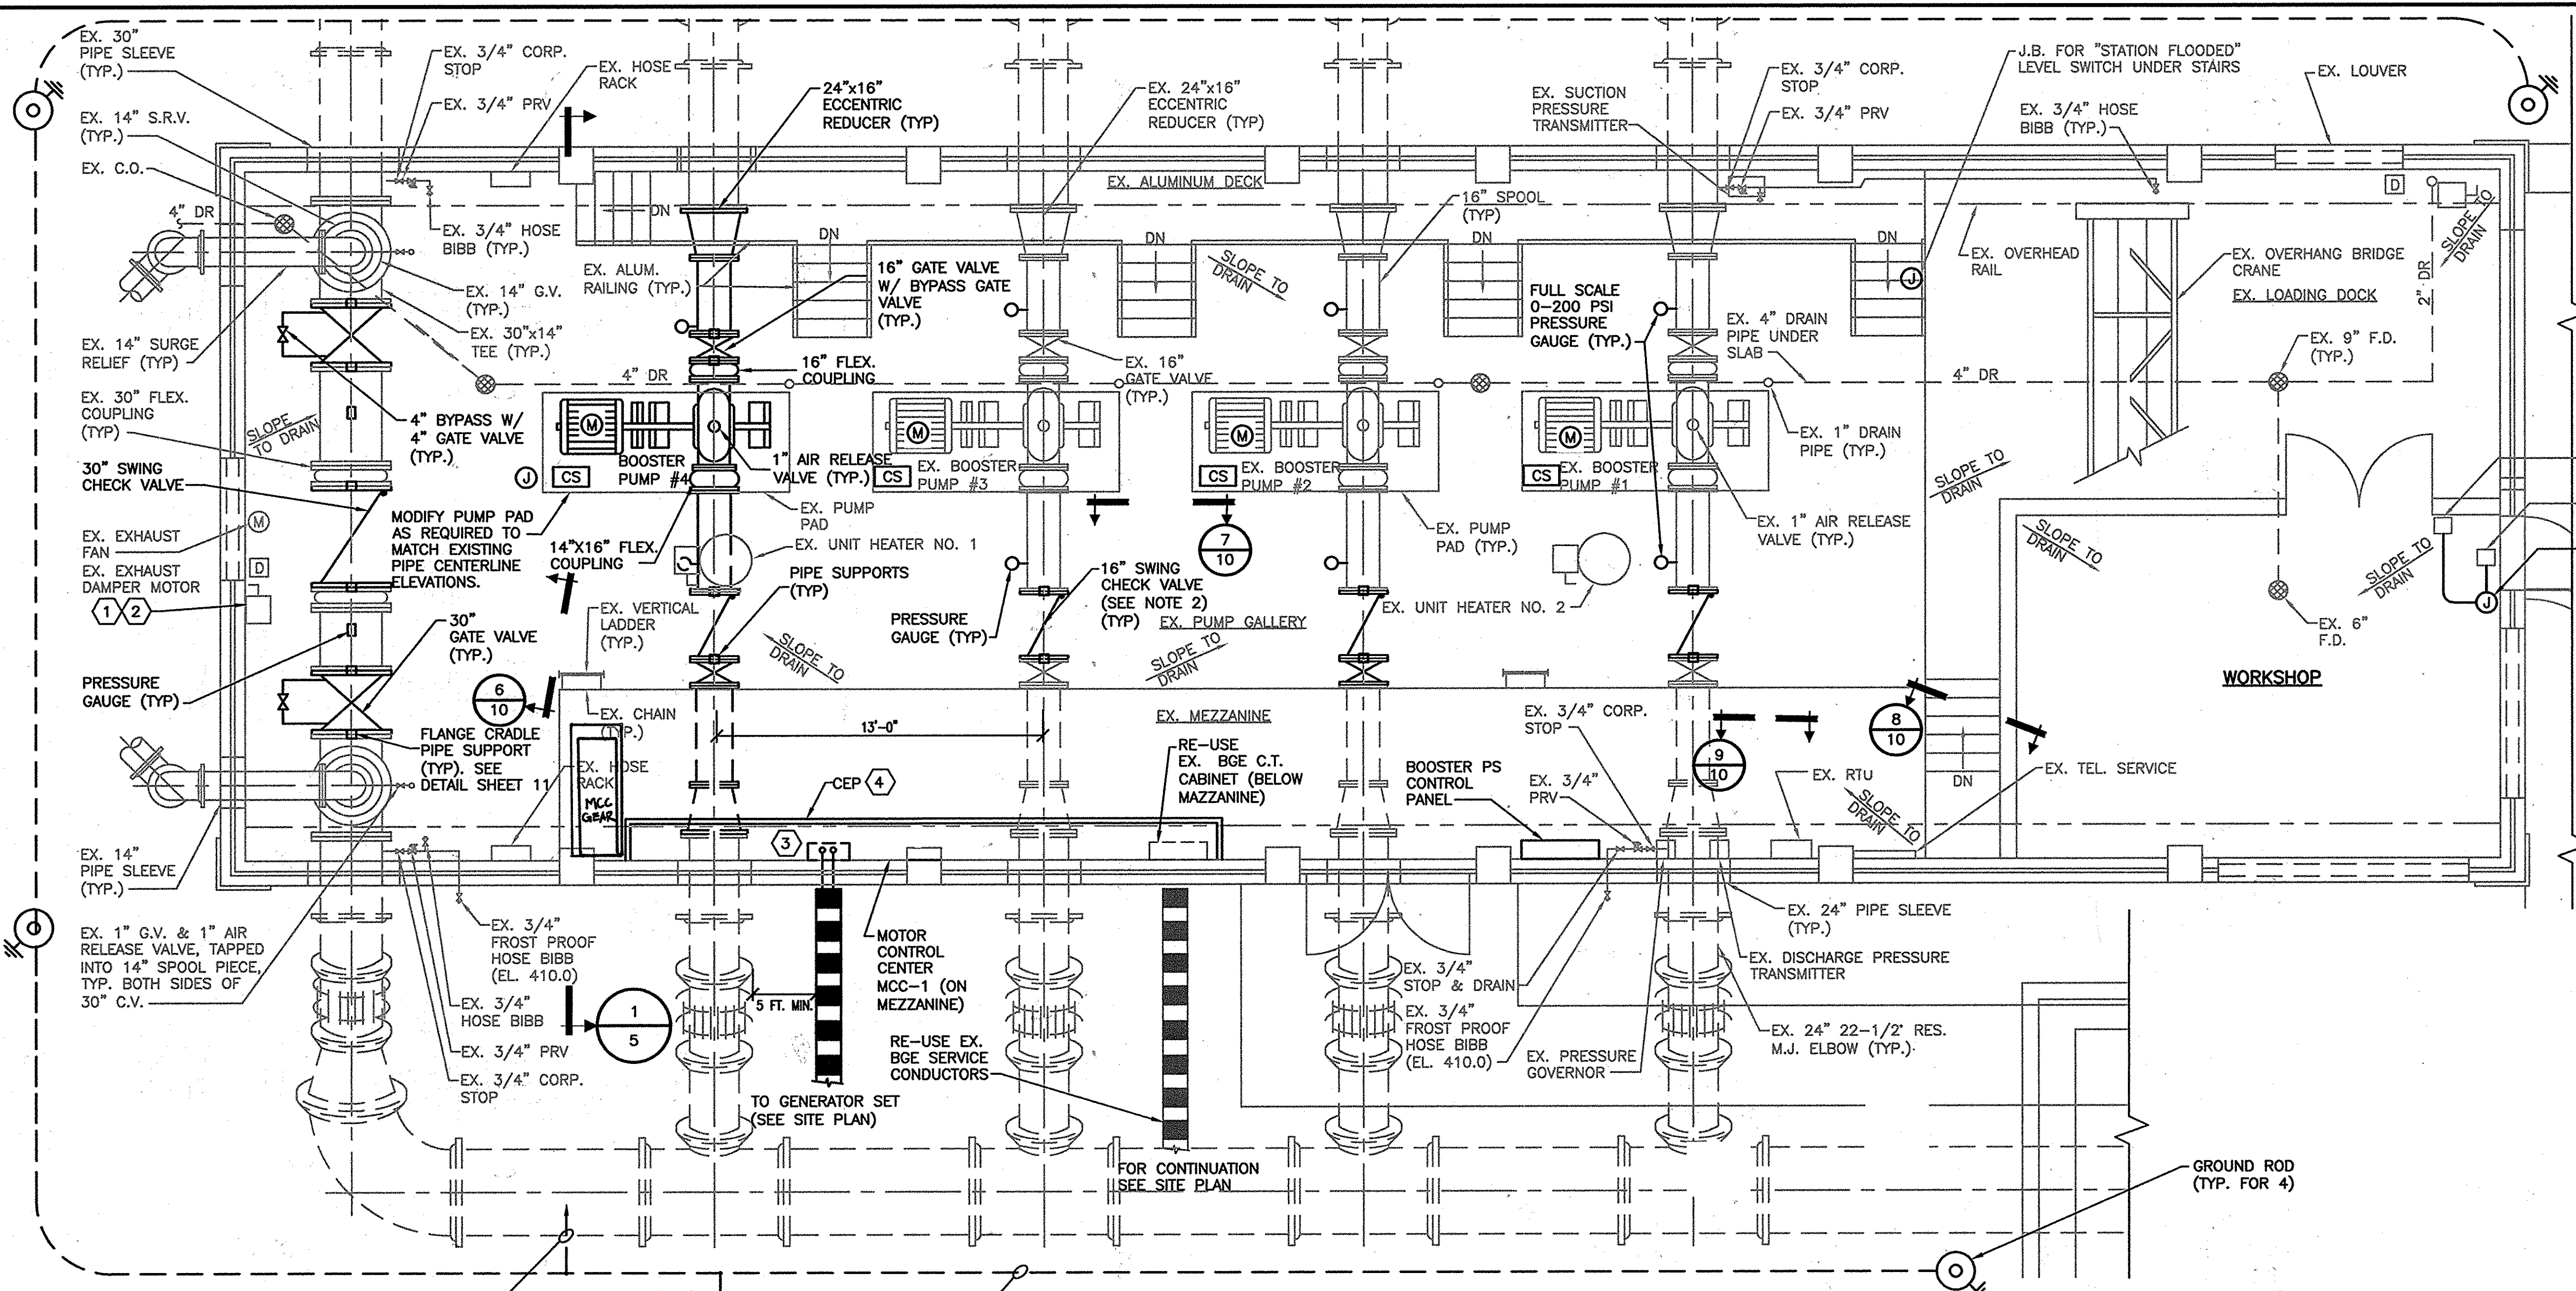 EX. 30"
PIPE SLEEVE
(TYP.)
EX. 3/4" CORP.
STOP
EX. 3/4" PRV
EX. HOSE
RACK
24"x16"
ECCENTRIC
REDUCER (TYP)
EX. 24"x16"
ECCENTRIC
REDUCER (TYP)
EX. SUCTION
PRESSURE
TRANSMITTER
EX. 3/4" CORP.
STOP
EX. 3/4" PRV
J.B. FOR "STATION FLOODED"
LEVEL SWITCH UNDER STAIRS
EX. 3/4" HOSE
BIBB (TYP.)
EX. LOUVER
EX. 14" S.R.V.
(TYP.)
EX. C.O.
4" DR
EX. 3/4" HOSE
BIBB (TYP.)
DN
EX. ALUMINUM DECK
16" SPOOL
(TYP)
D
SLOPE TO
DRAIN
EX. ALUM.
RAILING (TYP.)
DN
16" GATE VALVE
W/ BYPASS GATE
VALVE
(TYP.)
DN
SLOPE TO
DRAIN
DN
FULL SCALE
0-200 PSI
PRESSURE
GAUGE (TYP.)
DN
J
EX. OVERHEAD
RAIL
EX. OVERHANG BRIDGE
CRANE
EX. LOADING DOCK
2" DR
EX. 14" G.V.
(TYP.)
EX. 30"x14"
TEE (TYP.)
EX. 14" SURGE
RELIEF (TYP)
EX. 4" DRAIN
PIPE UNDER
SLAB
EX. 9" F.D.
(TYP.)
16" FLEX.
COUPLING
4" DR
EX. 16"
GATE VALVE
(TYP.)
4" DR
EX. 30" FLEX.
COUPLING
(TYP)
SLOPE
TO DRAIN
4" BYPASS W/
4" GATE VALVE
(TYP.)
M
M
M
M
EX. 1" DRAIN
PIPE (TYP.)
30" SWING
CHECK VALVE
J
CS
BOOSTER
PUMP #4
1" AIR RELEASE
VALVE (TYP.)
CS
EX. BOOSTER
PUMP #3
CS
EX. BOOSTER
PUMP #2
CS
EX. BOOSTER
PUMP #1
SLOPE TO
DRAIN
EX. EXHAUST
FAN
M
MODIFY PUMP PAD
AS REQUIRED TO
MATCH EXISTING
PIPE CENTERLINE
ELEVATIONS.
EX. PUMP
PAD
EX. PUMP
PAD (TYP.)
EX. 1" AIR RELEASE
VALVE (TYP.)
SLOPE TO
DRAIN
EX. EXHAUST
DAMPER MOTOR
D
1
2
14"X16" FLEX.
COUPLING
EX. UNIT HEATER NO. 1
7
10
SLOPE TO
DRAIN
J
PIPE SUPPORTS
(TYP)
16" SWING
CHECK VALVE
(SEE NOTE 2)
(TYP)
EX. UNIT HEATER NO. 2
EX. VERTICAL
LADDER
(TYP.)
PRESSURE
GAUGE (TYP)
EX. PUMP GALLERY
EX. 6"
F.D.
30"
GATE VALVE
(TYP.)
SLOPE TO
DRAIN
SLOPE TO
DRAIN
PRESSURE
GAUGE (TYP)
WORKSHOP
6
10
EX. CHAIN
(TYP.)
EX. MEZZANINE
EX. 3/4" CORP.
STOP
8
10
13'-0"
FLANGE CRADLE
PIPE SUPPORT
(TYP). SEE
DETAIL SHEET 11
EX. HOSE
RACK
MCC
GEAR
CEP
4
RE-USE
EX. BGE C.T.
CABINET (BELOW
MAZZANINE)
BOOSTER PS
CONTROL
PANEL
EX. 3/4"
PRV
9
10
EX. RTU
SLOPE TO
DRAIN
DN
EX. TEL. SERVICE
3
EX. 14"
PIPE SLEEVE
(TYP.)
EX. 1" G.V. & 1" AIR
RELEASE VALVE, TAPPED
INTO 14" SPOOL PIECE,
TYP. BOTH SIDES OF
30" C.V.
EX. 3/4"
FROST PROOF
HOSE BIBB
(EL. 410.0)
EX. 3/4"
HOSE BIBB
EX. 3/4" PRV
EX. 3/4" CORP.
STOP
1
5
5 FT. MIN.
MOTOR
CONTROL
CENTER
MCC-1 (ON
MEZZANINE)
RE-USE EX.
BGE SERVICE
CONDUCTORS
TO GENERATOR SET
(SEE SITE PLAN)
EX. 3/4"
STOP & DRAIN
EX. 3/4"
FROST PROOF
HOSE BIBB
(EL. 410.0)
EX. PRESSURE
GOVERNOR
EX. 24" PIPE SLEEVE
(TYP.)
EX. DISCHARGE PRESSURE
TRANSMITTER
EX. 24" 22-1/2° RES.
M.J. ELBOW (TYP.)
FOR CONTINUATION
SEE SITE PLAN
GROUND ROD
(TYP. FOR 4)